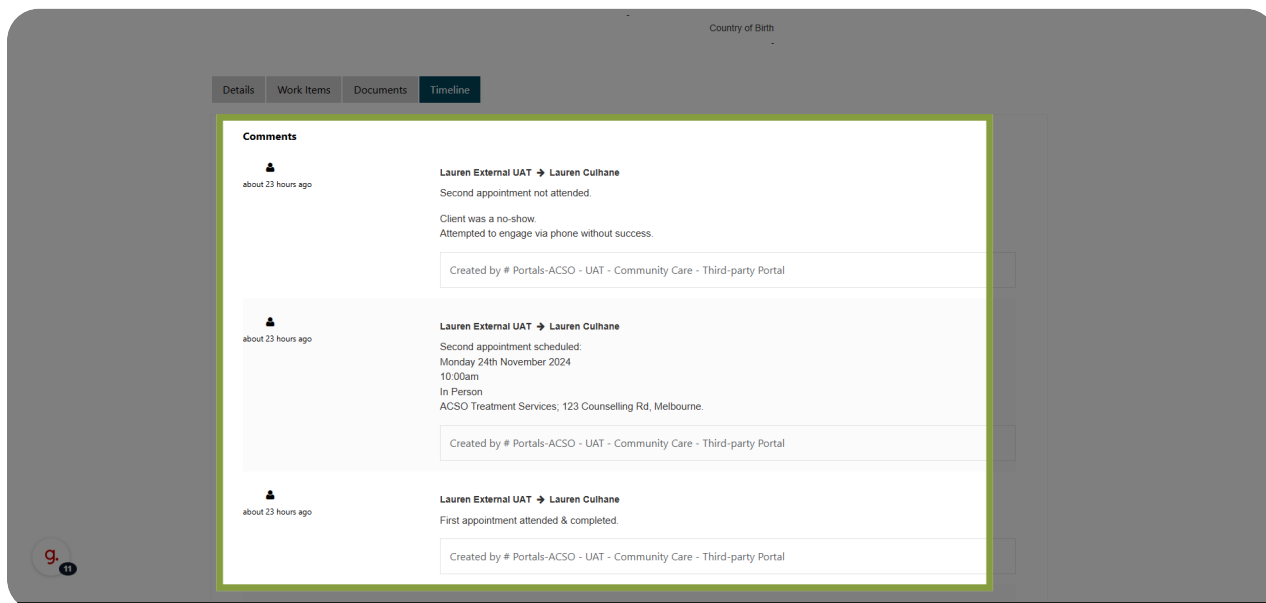 -
Country of Birth
-
Details Work Items Documents Timeline
Comments
about 23 hours ago
Lauren External UAT → Lauren Culhane
Second appointment not attended.
Client was a no-show.
Attempted to engage via phone without success.
Created by # Portals-ACSO - UAT - Community Care - Third-party Portal
about 23 hours ago
Lauren External UAT → Lauren Culhane
Second appointment scheduled:
Monday 24th November 2024
10:00am
In Person
ACSO Treatment Services; 123 Counselling Rd, Melbourne.
Created by # Portals-ACSO - UAT - Community Care - Third-party Portal
about 23 hours ago
Lauren External UAT → Lauren Culhane
First appointment attended & completed.
Created by # Portals-ACSO - UAT - Community Care - Third-party Portal
g.
11